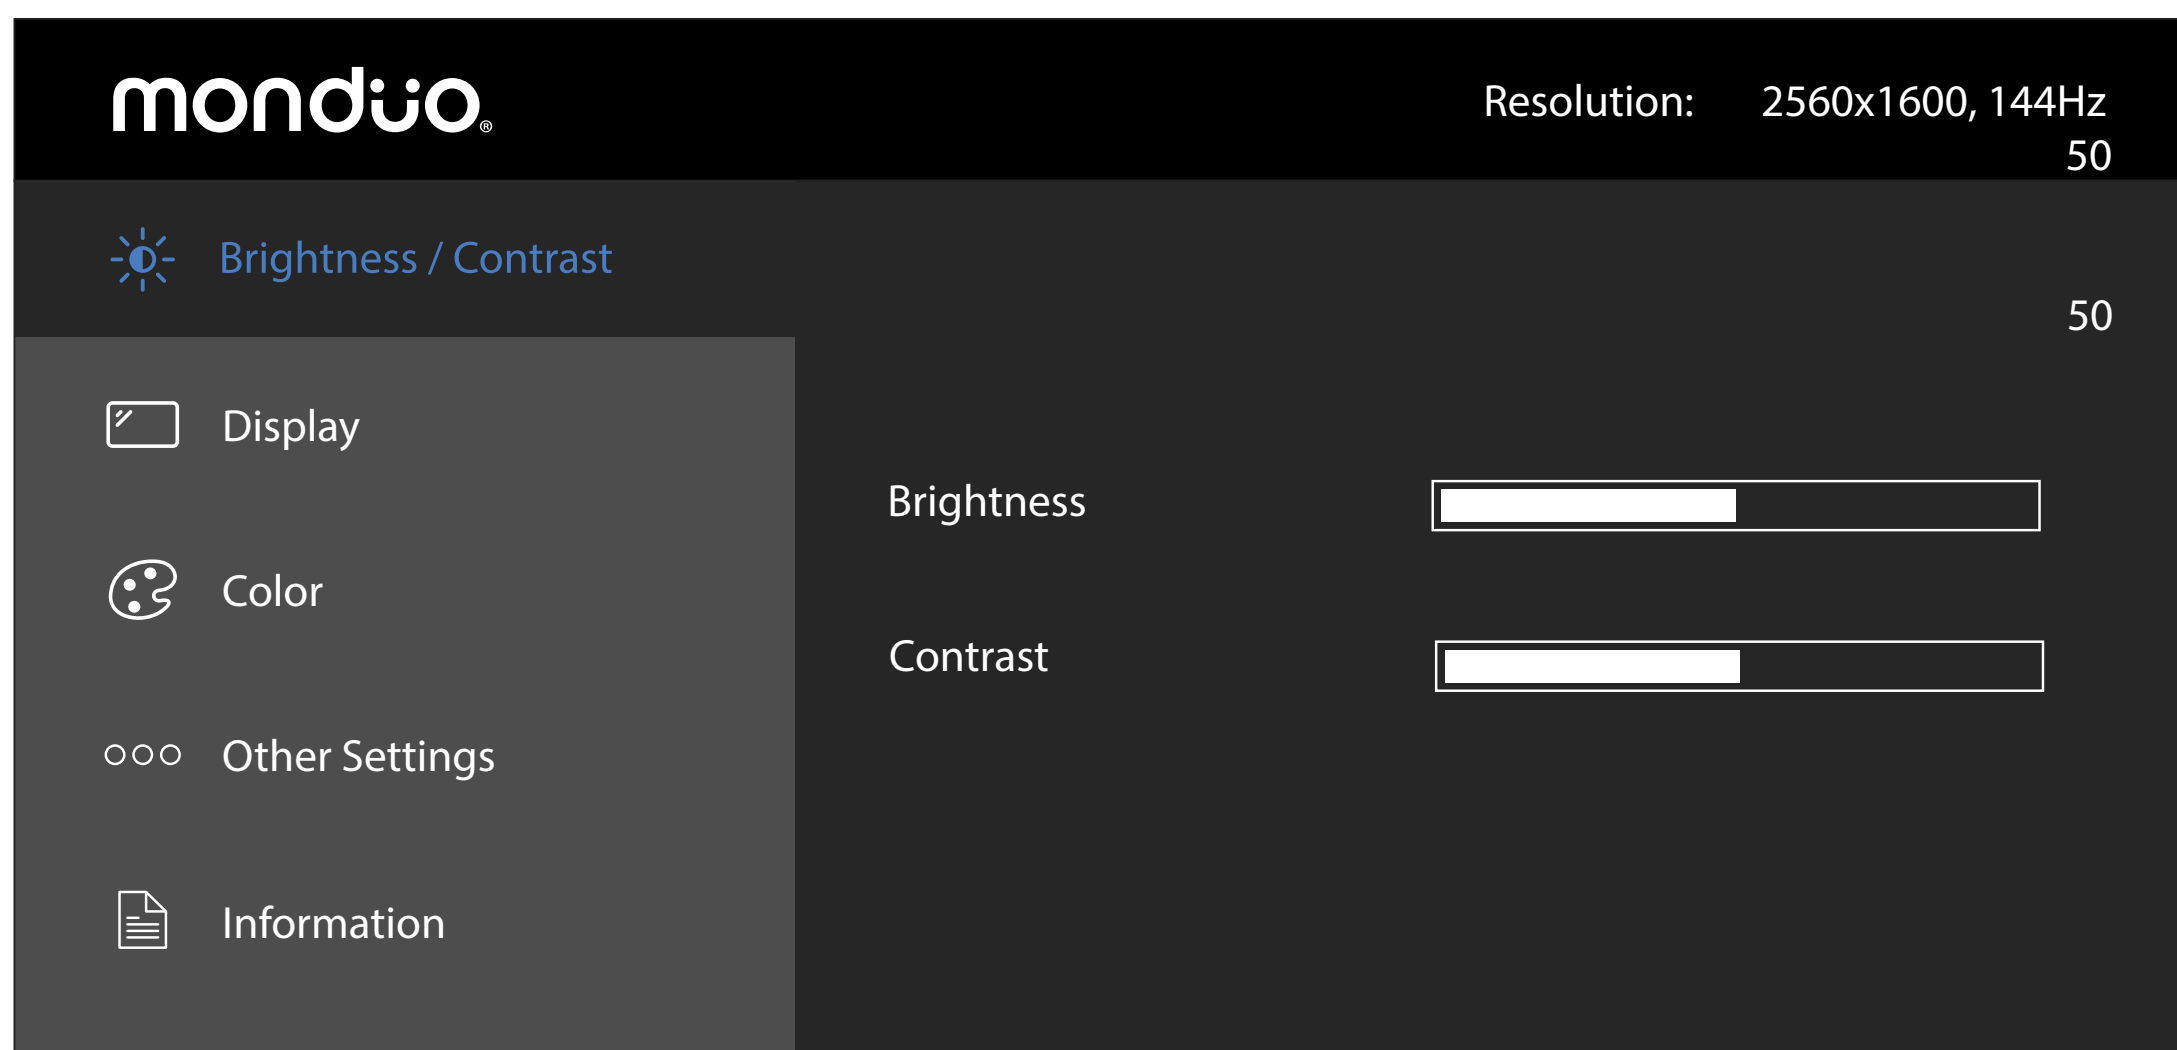 monduo®
Resolution: 2560x1600, 144Hz
50
Brightness / Contrast
50
Display
Brightness
Color
Contrast
Other Settings
Information